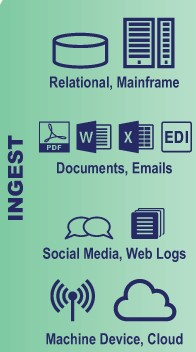 Relational, Mainframe
PDF W X EDI
Documents, Emails
INGEST
Social Media, Web Logs
Machine Device, Cloud